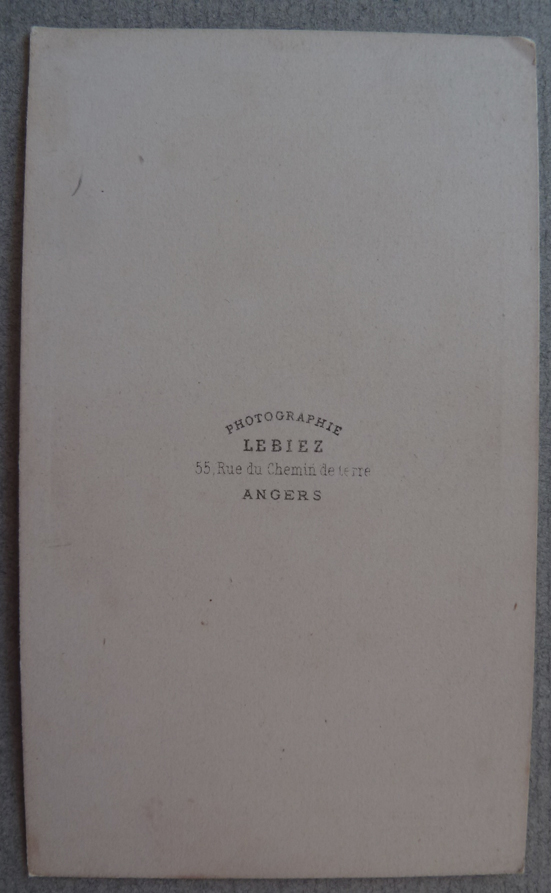 PHOTOGRAPHIE
LEBIEZ
55, Rue du Chemin de terre
ANGERS